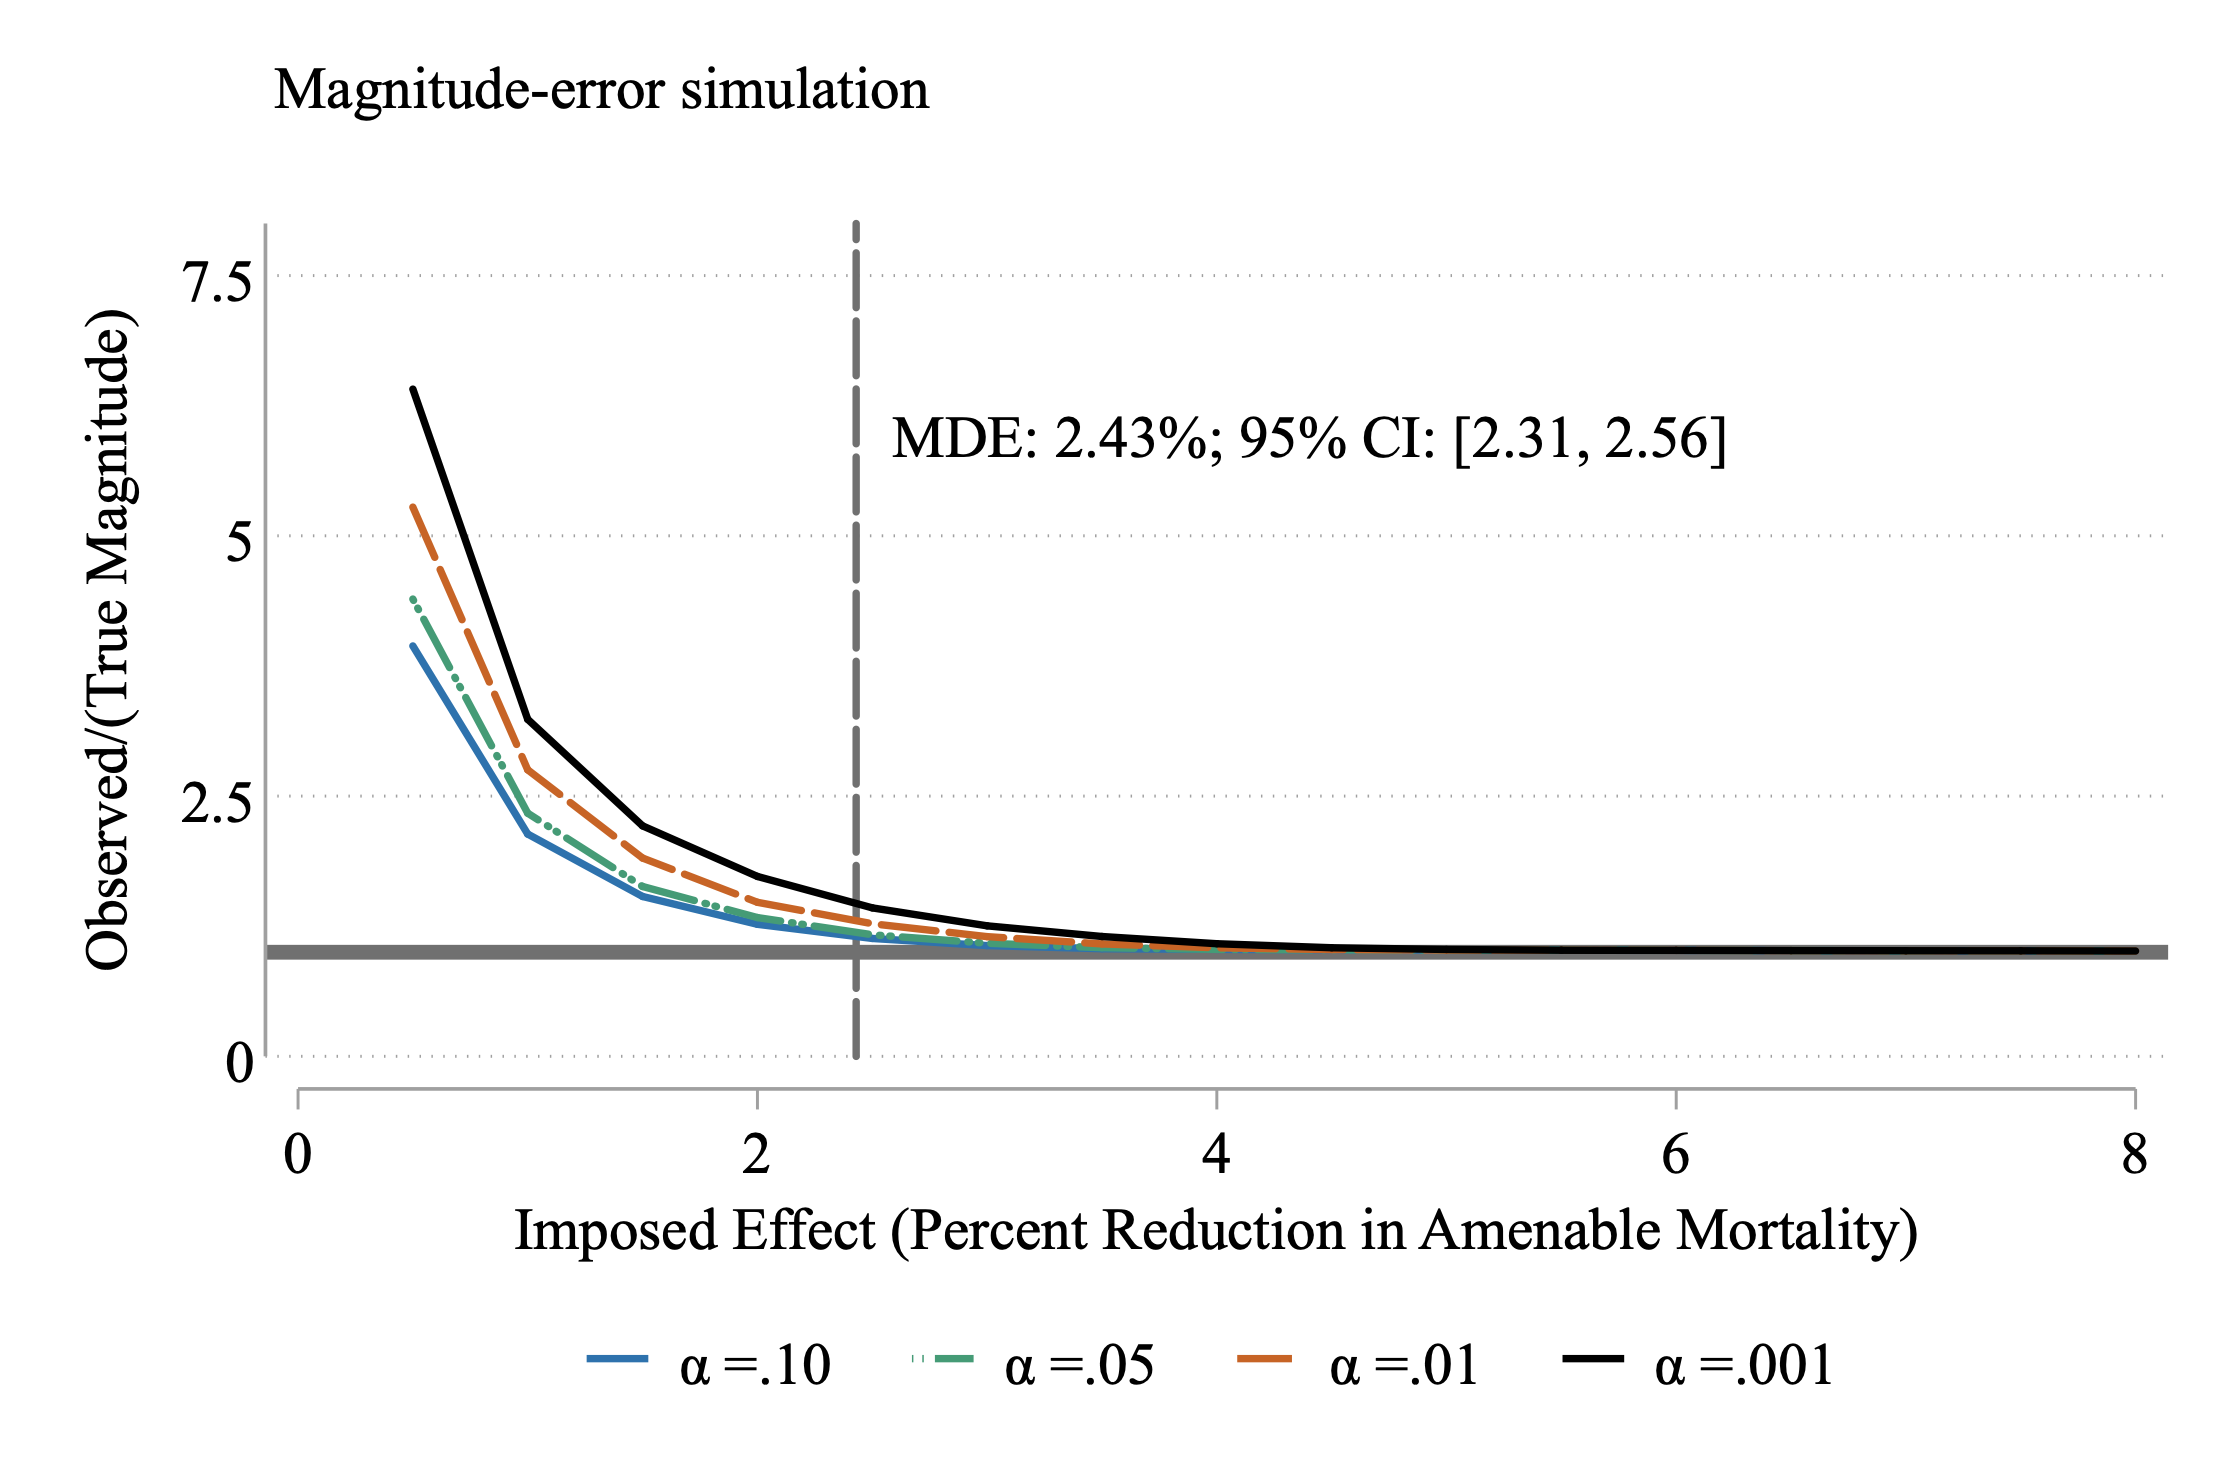 Magnitude-error simulation
Observed/(True Magnitude)
7.5
5
2.5
0
MDE: 2.43%; 95% CI: [2.31, 2.56]
0 2 4 6 8
Imposed Effect (Percent Reduction in Amenable Mortality)
α =.10 α =.05 α =.01 α =.001